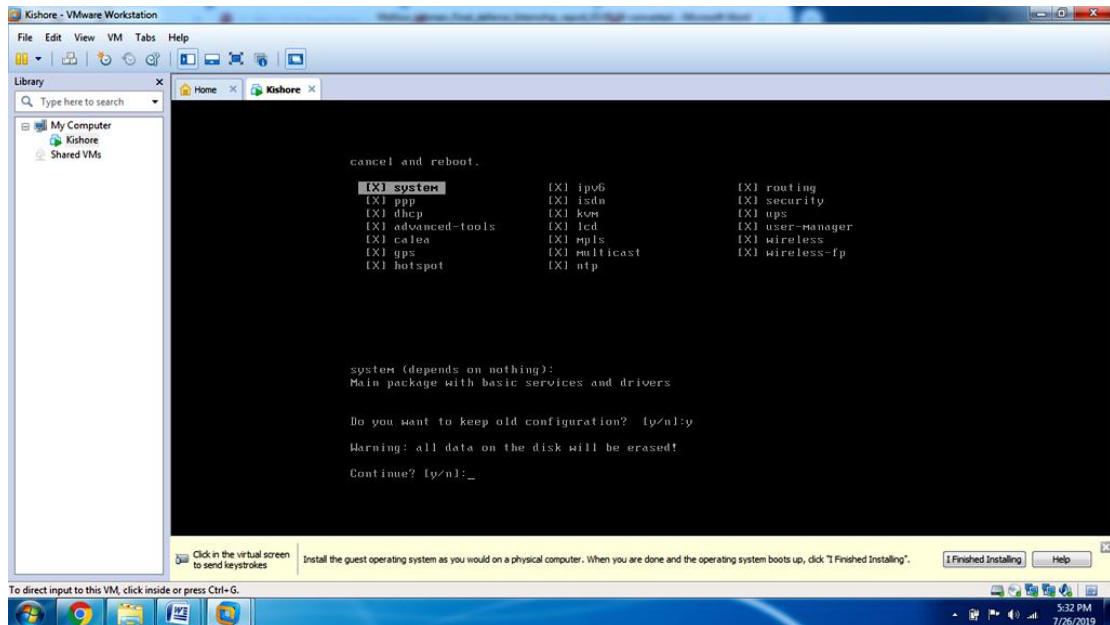 Kishore - VMware Workstation
File Edit View VM Tabs Help
Library
Type here to search
My Computer
Kishore
Shared VMs
Home
Kishore
cancel and reboot.
[X] system [X] ipv6 [X] routing
[X] ppp [X] isdn [X] security
[X] dhcp [X] kvm [X] ups
[X] advanced-tools [X] lcd [X] user-manager
[X] calea [X] mpls [X] wireless
[X] gps [X] multicast [X] wireless-fp
[X] hotspot [X] ntp
system (depends on nothing):
Main package with basic services and drivers
Do you want to keep old configuration? [y/n]:y
Warning: all data on the disk will be erased!
Continue? [y/n]:_
Click in the virtual screen
to send keystrokes
Install the guest operating system as you would on a physical computer. When you are done and the operating system boots up, click "I Finished Installing".
I Finished Installing
Help
To direct input to this VM, click inside or press Ctrl+G.
5:32 PM
7/26/2019